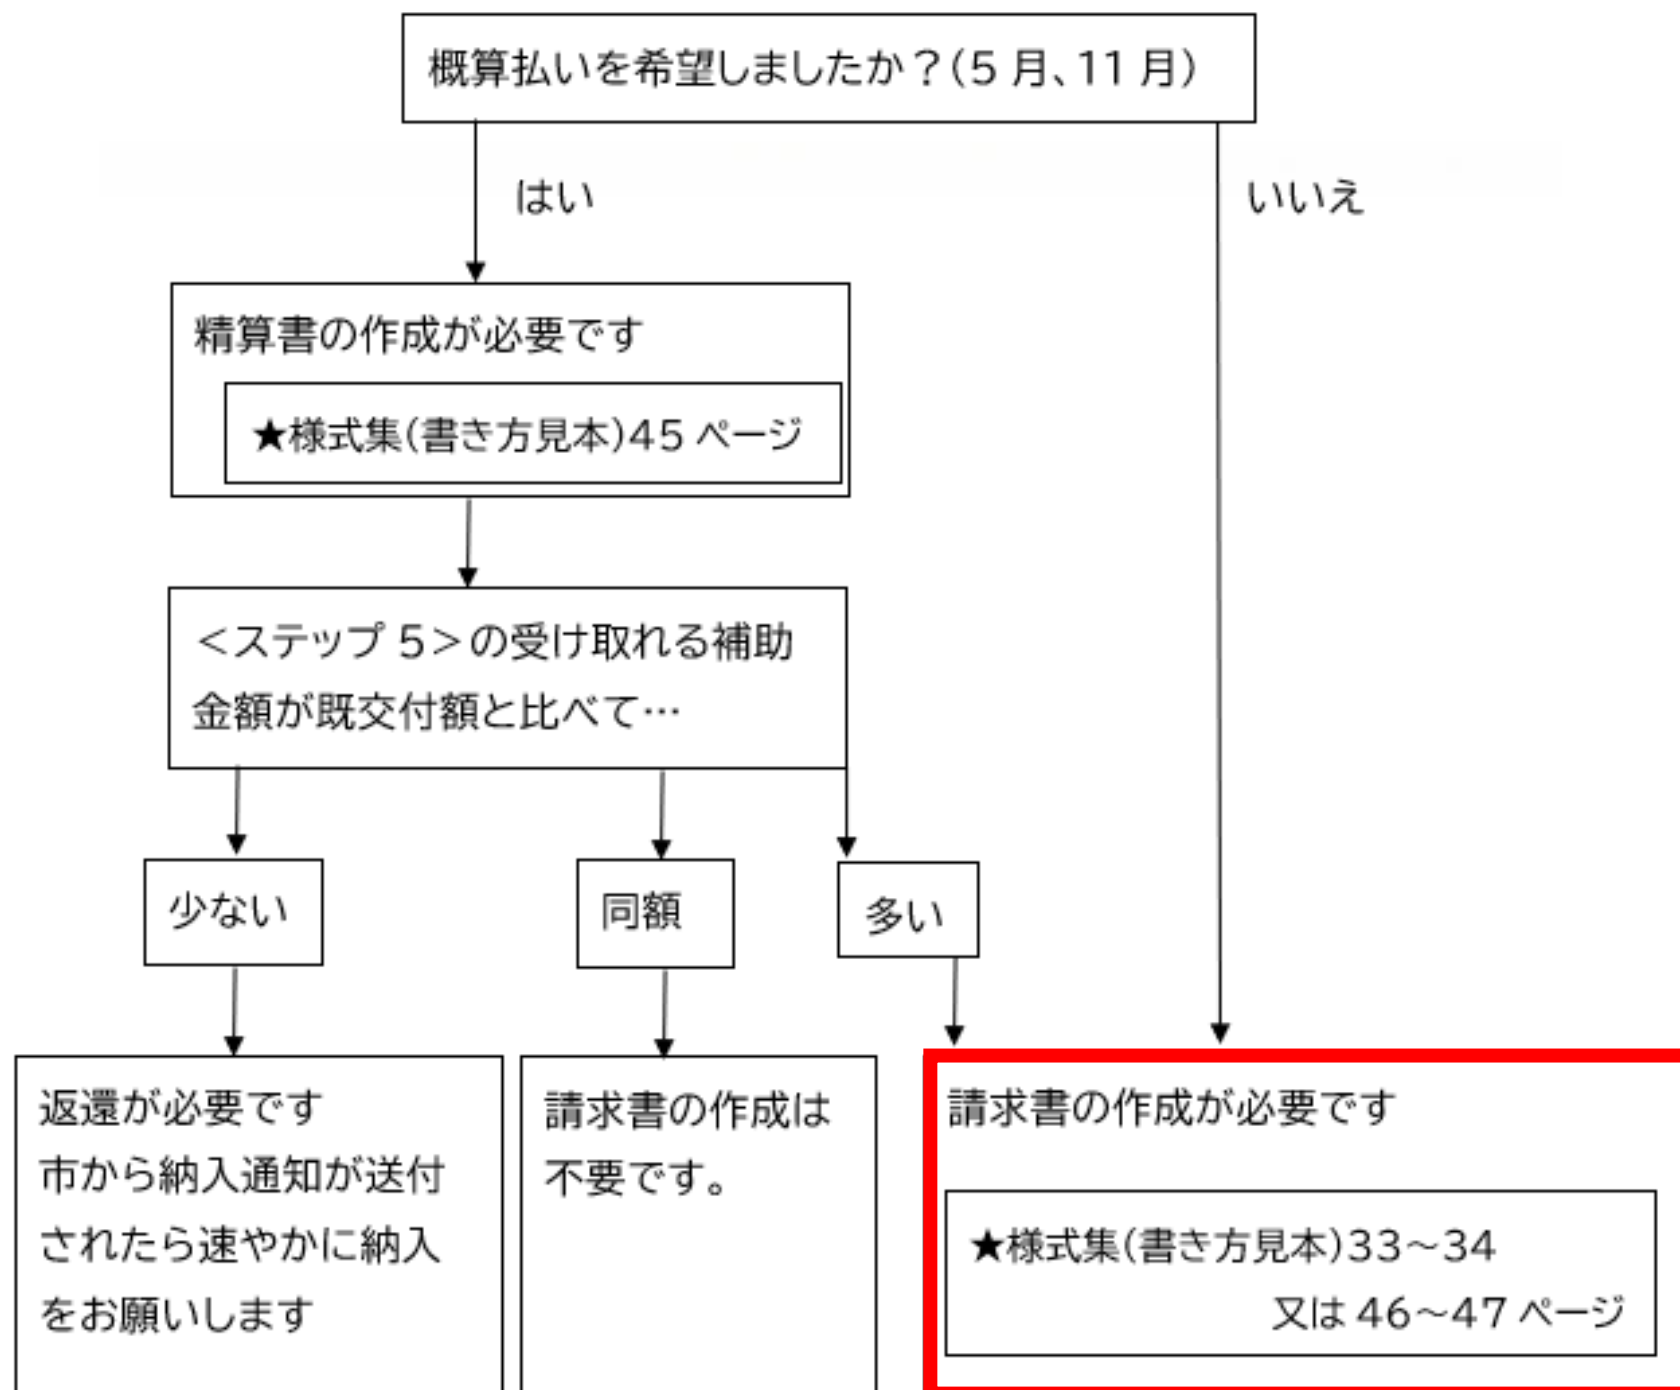 概算払いを希望しましたか？(5 月、11 月)
はい
いいえ
精算書の作成が必要です
★様式集(書き方見本)45 ページ
＜ステップ 5＞の受け取れる補助
金額が既交付額と比べて…
少ない
同額
多い
返還が必要です
市から納入通知が送付
されたら速やかに納入
をお願いします
請求書の作成は
不要です。
請求書の作成が必要です
★様式集(書き方見本)33～34
又は 46～47 ページ